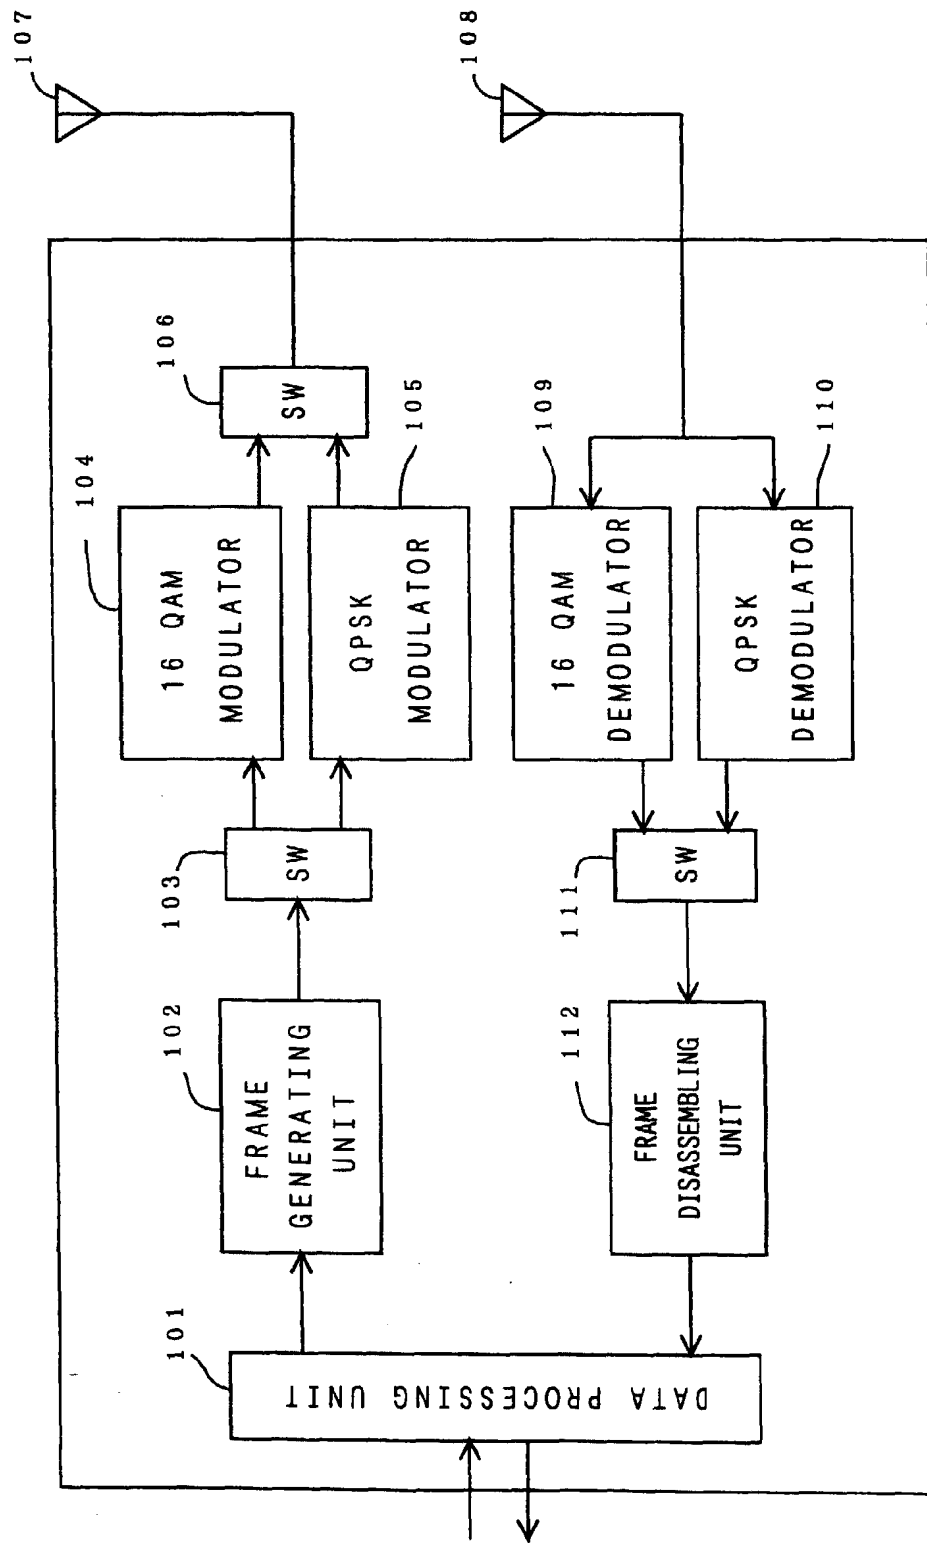 107
108
106
SW
104
16 QAM
MODULATOR
105
QPSK
MODULATOR
109
16 QAM
DEMODULATOR
110
QPSK
DEMODULATOR
103
SW
111
SW
102
FRAME
GENERATING
UNIT
112
FRAME
DISASSEMBLING
UNIT
101
DATA PROCESSING UNIT